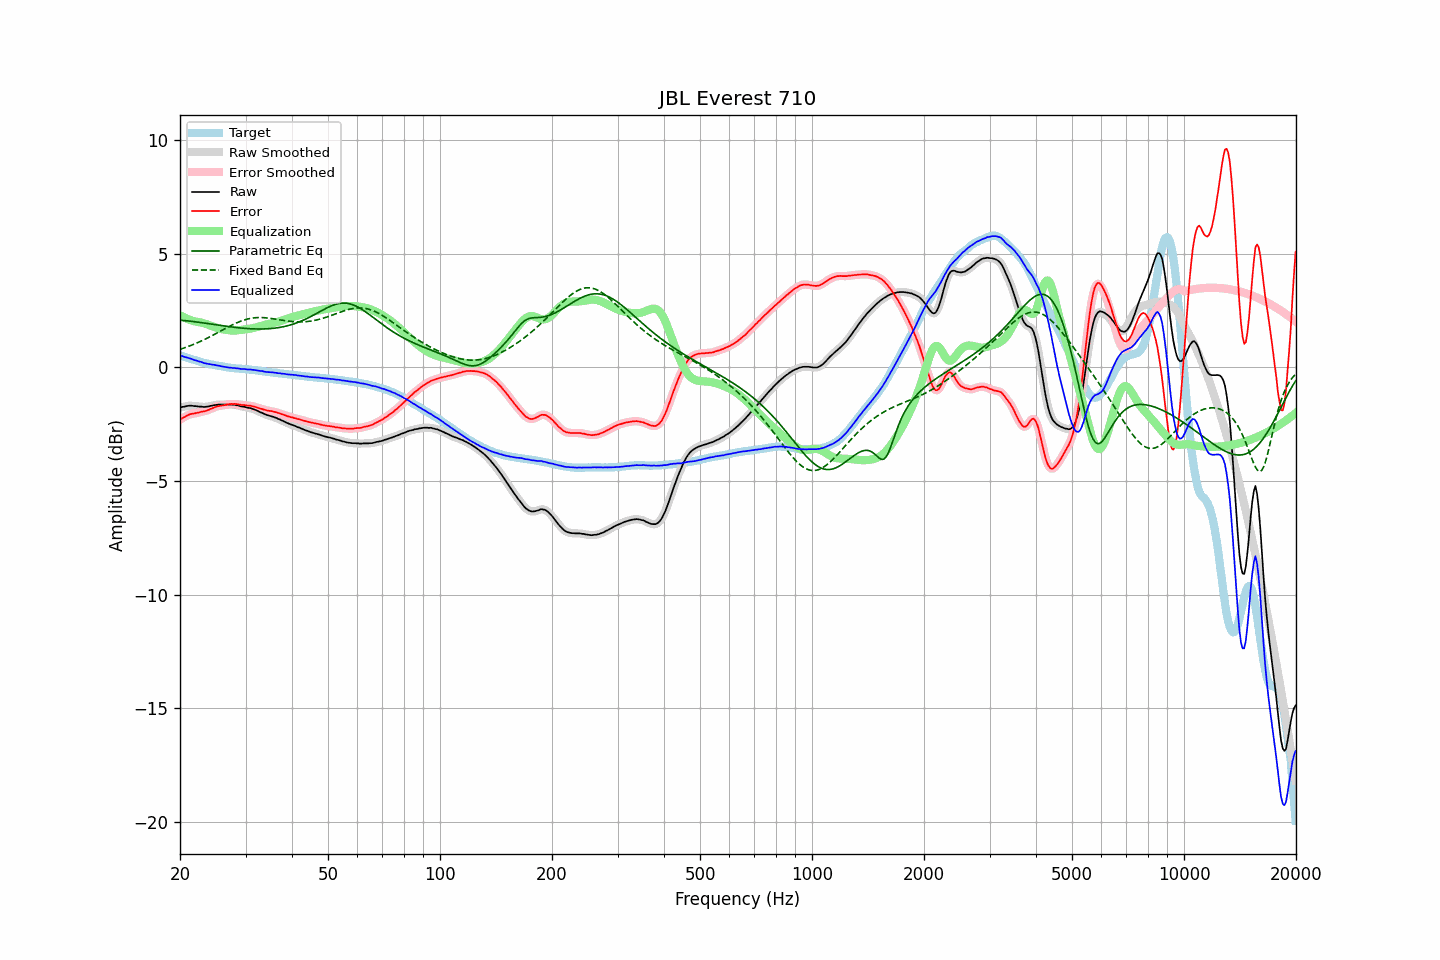 JBL Everest 710
Target
Raw Smoothed
Error Smoothed
Raw
Error
Equalization
Parametric Eq
Fixed Band Eq
Equalized
10
5
0
−5
−10
−15
−20
Amplitude (dBr)
20 50 100 200 500 1000 2000 5000 10000 20000
Frequency (Hz)